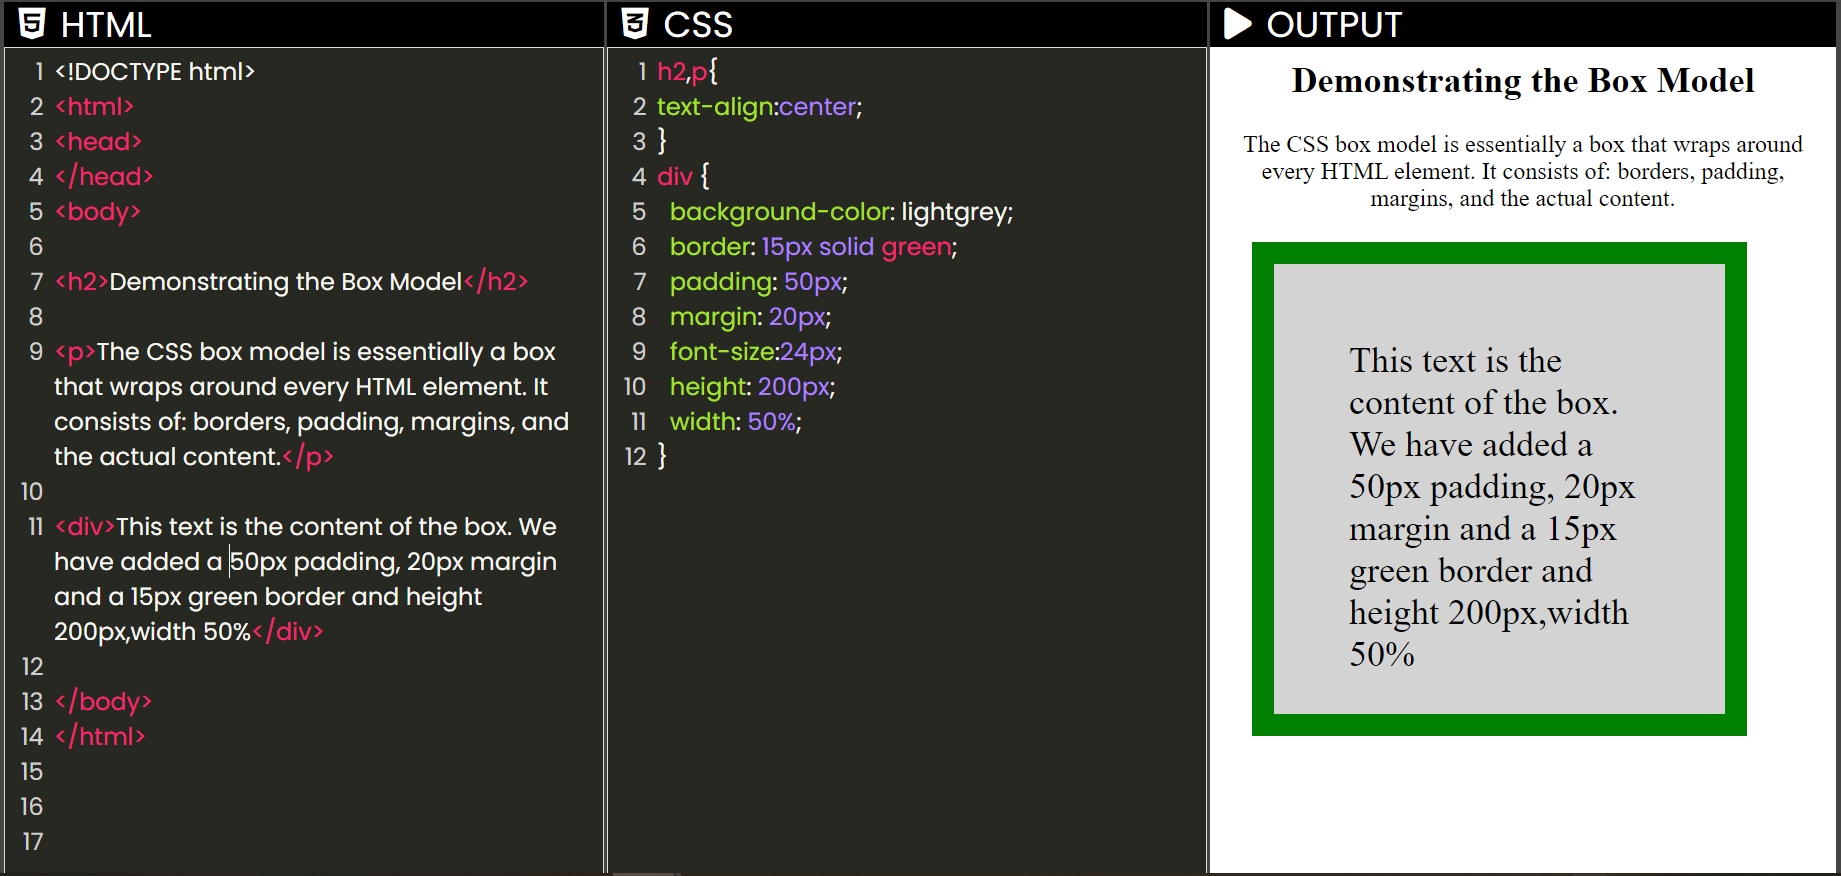 HTML
1 <!DOCTYPE html>
2 <html>
3 <head>
4 </head>
5 <body>
6
7 <h2>Demonstrating the Box Model</h2>
8
9 <p>The CSS box model is essentially a box
that wraps around every HTML element. It
consists of: borders, padding, margins, and
the actual content.</p>
10
11 <div>This text is the content of the box. We
have added a 50px padding, 20px margin
and a 15px green border and height
200px,width 50%</div>
12
13 </body>
14 </html>
15
16
17
CSS
1 h2,p{
2 text-align:center;
3 }
4 div {
5 background-color: lightgrey;
6 border: 15px solid green;
7 padding: 50px;
8 margin: 20px;
9 font-size:24px;
10 height: 200px;
11 width: 50%;
12 }
OUTPUT
Demonstrating the Box Model
The CSS box model is essentially a box that wraps around
every HTML element. It consists of: borders, padding,
margins, and the actual content.
This text is the
content of the box.
We have added a
50px padding, 20px
margin and a 15px
green border and
height 200px,width
50%